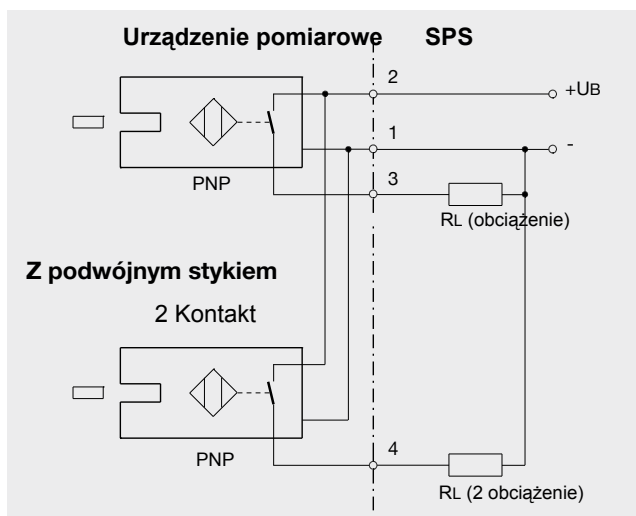 Urządzenie pomiarowe SPS
2
+UB
1
-
PNP
3
RL (obciążenie)
Z podwójnym stykiem
2 Kontakt
PNP
4
RL (2 obciążenie)